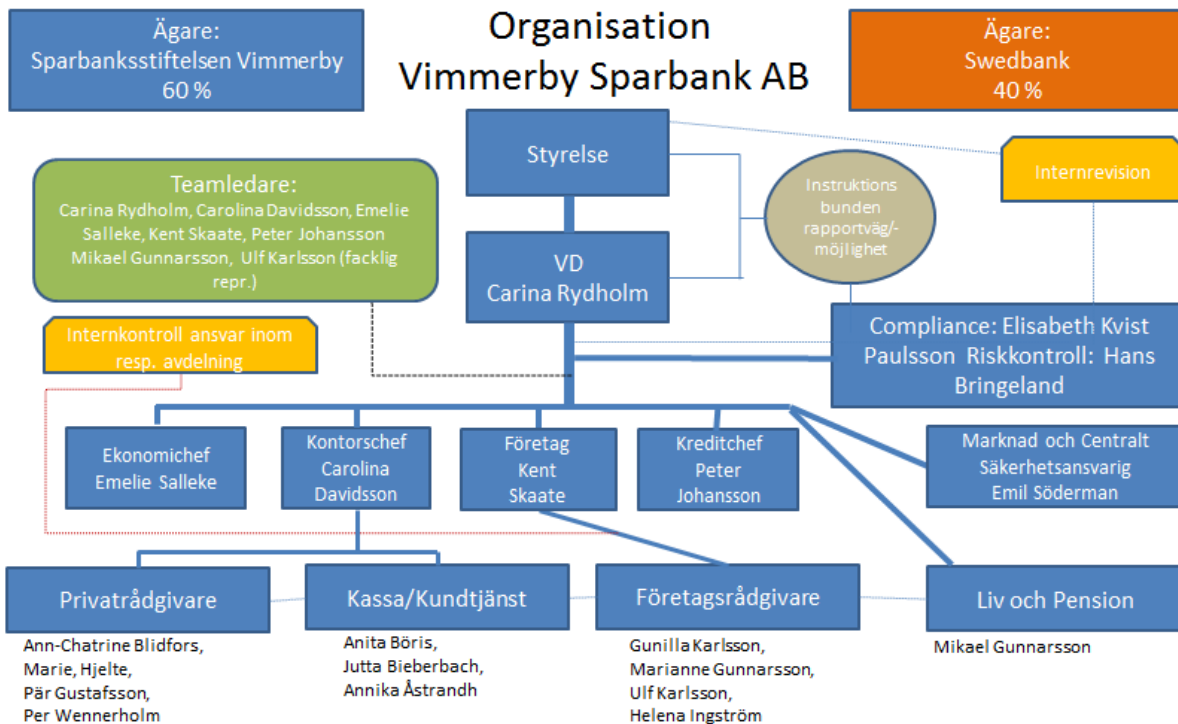 Ägare:
Sparbanksstiftelsen Vimmerby
60 %
Organisation
Vimmerby Sparbank AB
Ägare:
Swedbank
40 %
Styrelse
Internrevision
Teamledare:
Carina Rydholm, Carolina Davidsson, Emelie
Salleke, Kent Skaate, Peter Johansson
Mikael Gunnarsson, Ulf Karlsson (facklig
repr.)
Instruktions
bunden
rapportväg/-
möjlighet
VD
Carina Rydholm
Internkontroll ansvar inom
resp. avdelning
Compliance: Elisabeth Kvist
Paulsson Riskkontroll: Hans
Bringeland
Ekonomichef
Emelie Salleke
Kontorschef
Carolina
Davidsson
Företag
Kent
Skaate
Kreditchef
Peter
Johansson
Marknad och Centralt
Säkerhetsansvarig
Emil Söderman
Privatrådgivare
Kassa/Kundtjänst
Företagsrådgivare
Liv och Pension
Ann-Chatrine Blidfors,
Marie, Hjelte,
Pär Gustafsson,
Per Wennerholm
Anita Böris,
Jutta Bieberbach,
Annika Åstrandh
Gunilla Karlsson,
Marianne Gunnarsson,
Ulf Karlsson,
Helena Ingström
Mikael Gunnarsson